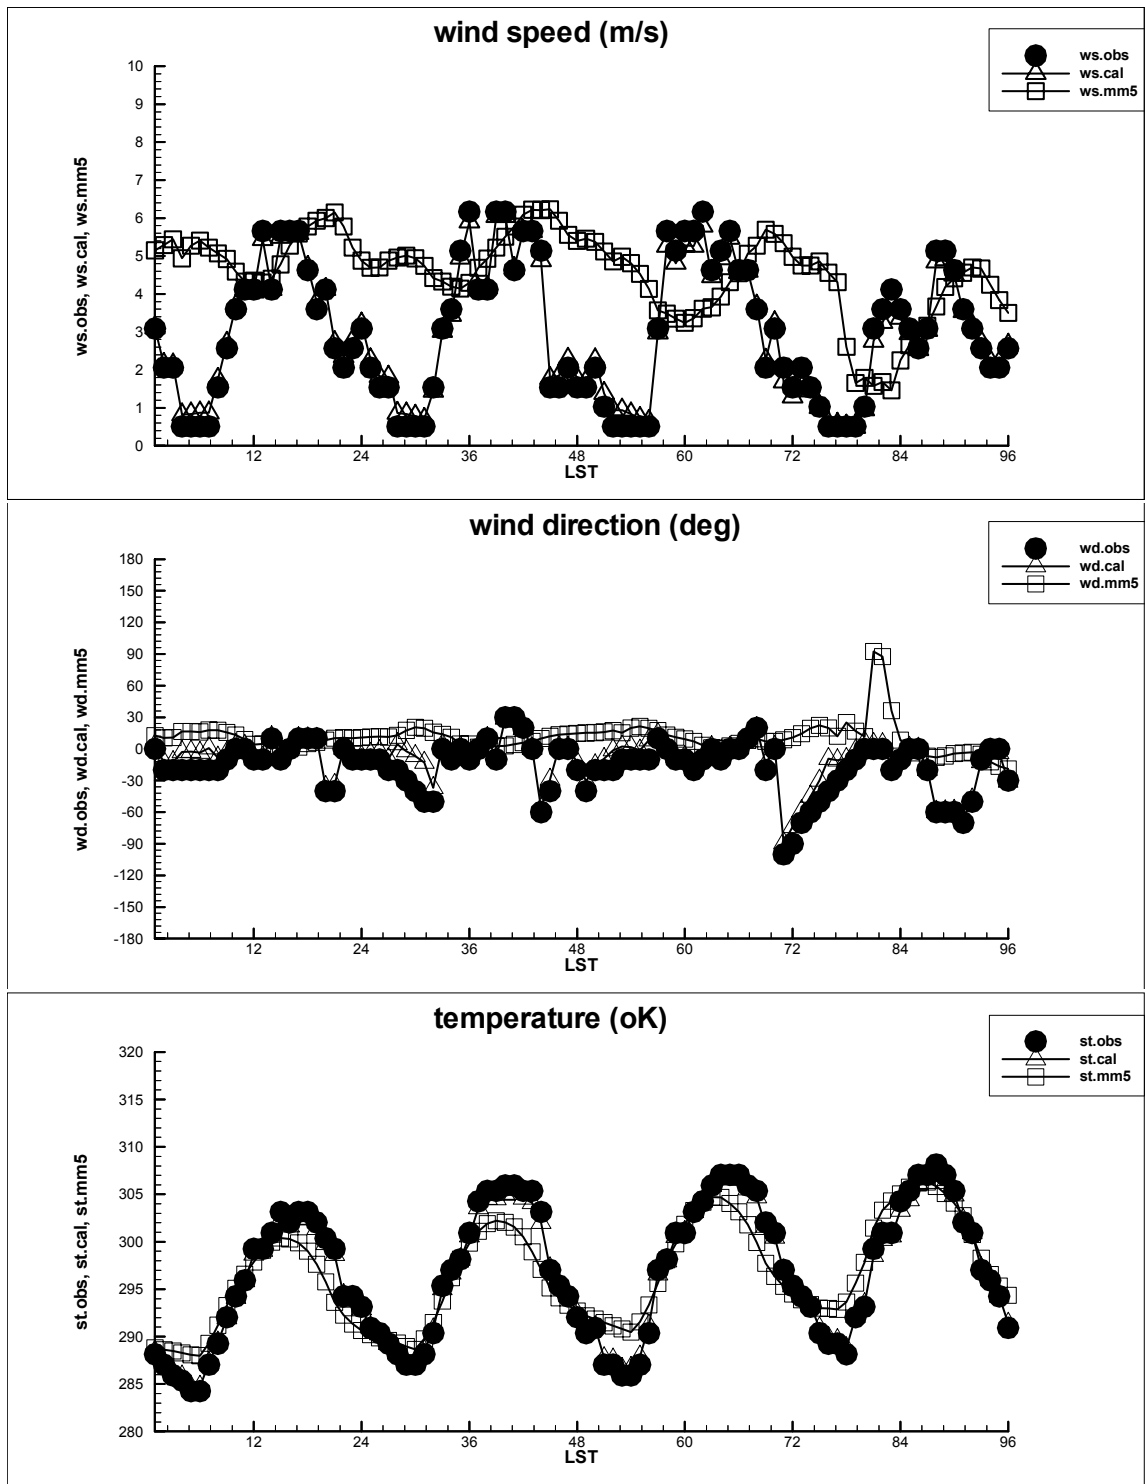 wind speed (m/s)
ws.obs
ws.cal
ws.mm5
ws.obs, ws.cal, ws.mm5
10
9
8
7
6
5
4
3
2
1
0
12 24 36 48 60 72 84 96
LST
wind direction (deg)
wd.obs
wd.cal
wd.mm5
wd.obs, wd.cal, wd.mm5
180
150
120
90
60
30
0
-30
-60
-90
-120
-150
-180
12 24 36 48 60 72 84 96
LST
temperature (oK)
st.obs
st.cal
st.mm5
st.obs, st.cal, st.mm5
320
315
310
305
300
295
290
285
280
12 24 36 48 60 72 84 96
LST